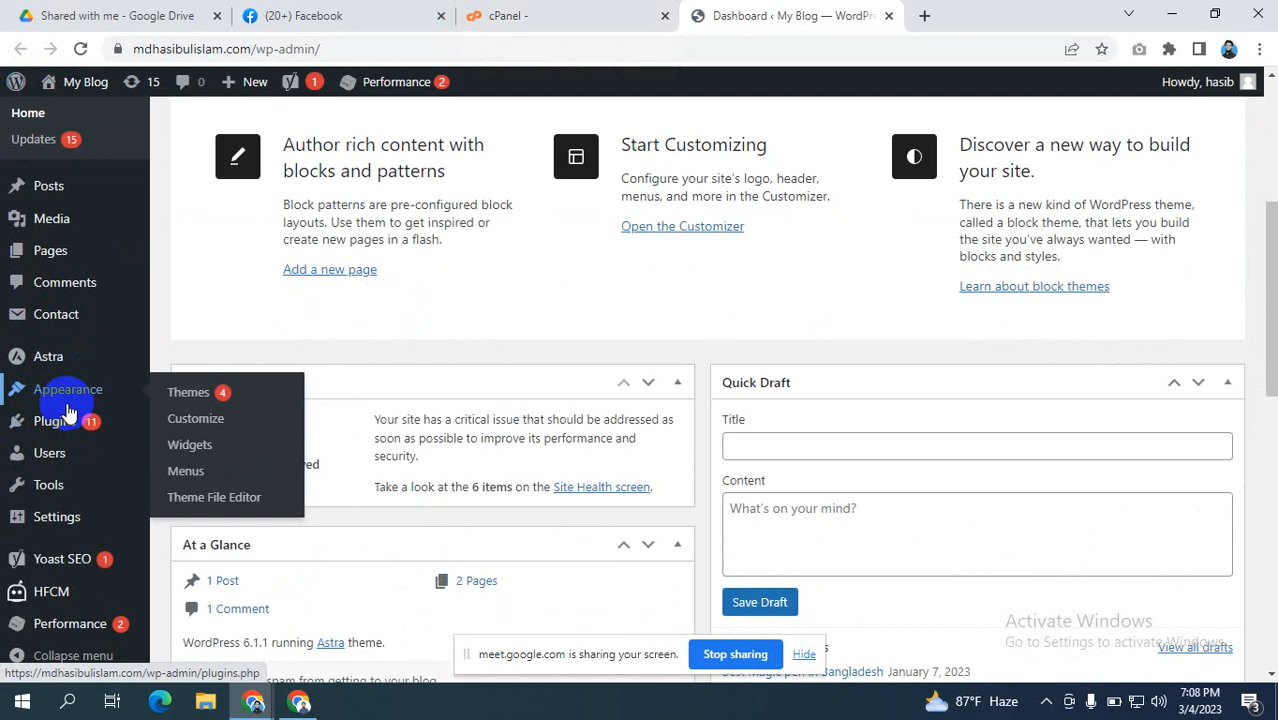 Shared with me – Google Drive
(20+) Facebook
cPanel -
Dashboard ‹ My Blog — WordPre
mdhasibulislam.com/wp-admin/
My Blog
15
0
New
1
Performance 2
Howdy, hasib
Home
Updates 15
Posts
Media
Pages
Comments
Contact
Astra
Appearance
11
Users
Tools
Settings
Yoast SEO 1
HFCM
Performance 2
Collapse menu
Themes 4
Customize
Widgets
Menus
Theme File Editor
Author rich content with
blocks and patterns
Block patterns are pre-configured block
layouts. Use them to get inspired or
create new pages in a flash.
Add a new page
Start Customizing
Configure your site's logo, header,
menus, and more in the Customizer.
Open the Customizer
Discover a new way to build
your site.
There is a new kind of WordPress theme,
called a block theme, that lets you build
the site you've always wanted — with
blocks and styles.
Learn about block themes
Your site has a critical issue that should be addressed as
soon as possible to improve its performance and
security.
Take a look at the 6 items on the Site Health screen.
At a Glance
1 Post
2 Pages
1 Comment
WordPress 6.1.1 running Astra theme.
spam from getting to your blog
Quick Draft
Title
Content
What's on your mind?
Save Draft
View all drafts
Best Magic pen in Bangladesh January 7, 2023
Activate Windows
Go to Settings to activate Windows.
meet.google.com is sharing your screen.
Stop sharing
Hide
https://mdhasibulislam.com/wp-admin/plugins.php
87°F Haze
7:08 PM
3/4/2023
3